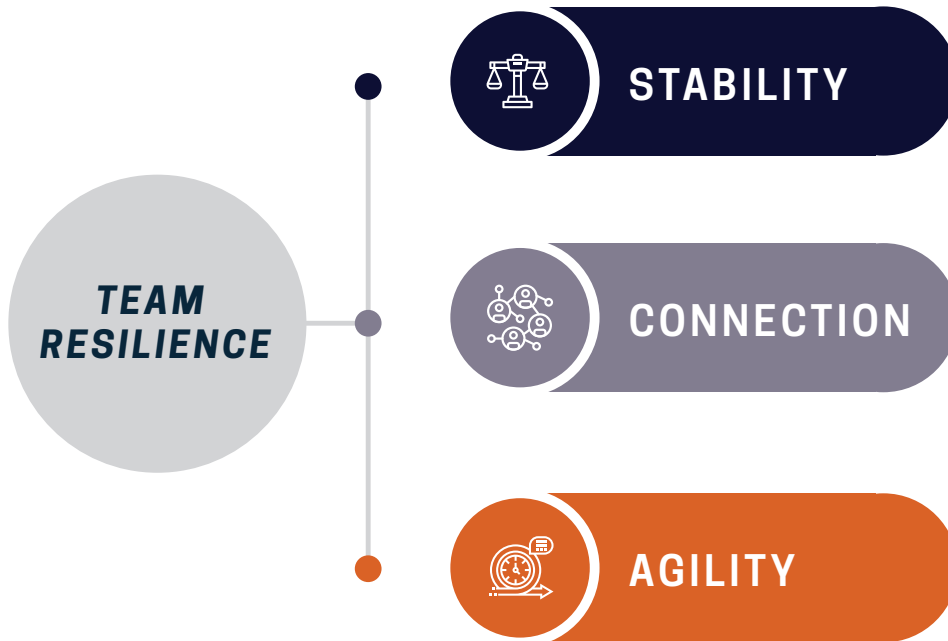 TEAM
RESILIENCE
STABILITY
CONNECTION
AGILITY